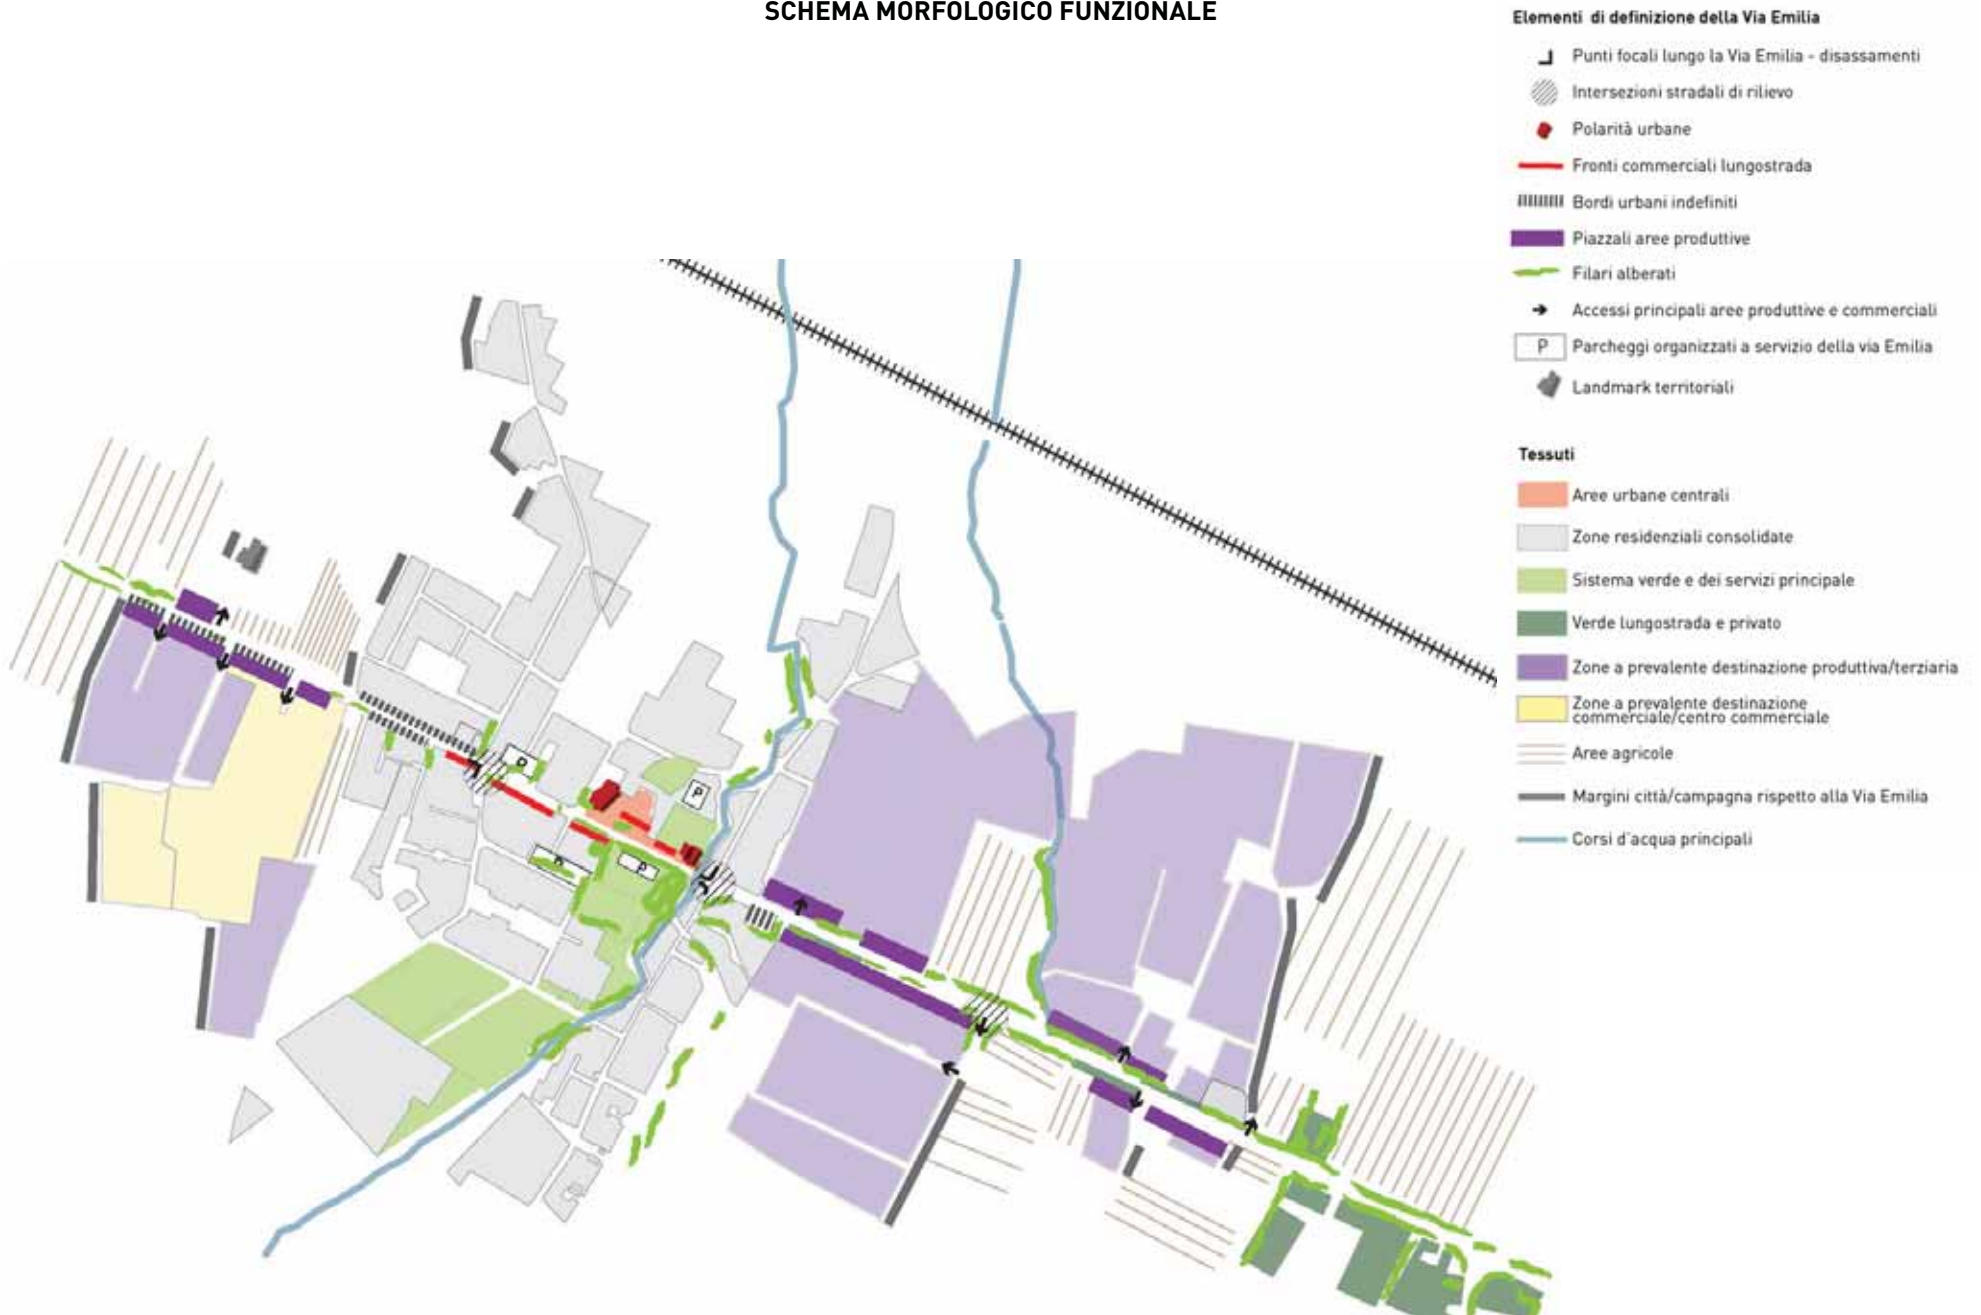 SCHEMA MORFOLOGICO FUNZIONALE
Elementi di definizione della Via Emilia
Punti focali lungo la Via Emilia - disassamenti
Intersezioni stradali di rilievo
Polarità urbane
Fronti commerciali lungostrada
Bordi urbani indefiniti
Piazzali aree produttive
Filari alberati
Accessi principali aree produttive e commerciali
P Parcheggi organizzati a servizio della via Emilia
Landmark territoriali
Tessuti
Aree urbane centrali
Zone residenziali consolidate
Sistema verde e dei servizi principale
Verde lungostrada e privato
Zone a prevalente destinazione produttiva/terziaria
Zone a prevalente destinazione
commerciale/centro commerciale
Aree agricole
Margini città/campagna rispetto alla Via Emilia
Corsi d'acqua principali
P
P
P